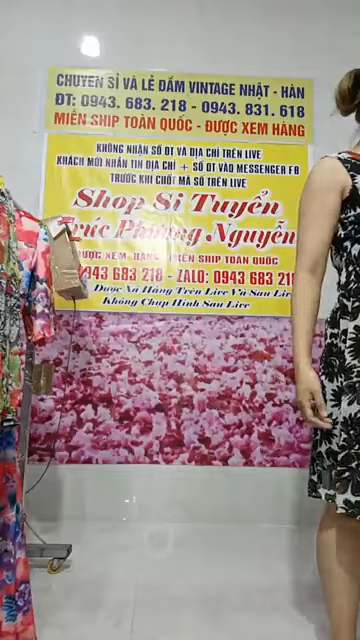 CHUYÊN SỈ VÀ LẺ ĐẦM VINTAGE NHẬT - HÀN
ĐT: 0943. 683. 218 - 0943. 831. 618
MIỄN SHIP TOÀN QUỐC - ĐƯỢC XEM HÀNG
KHÔNG NHẬN SỐ ĐT VÀ ĐỊA CHỈ TRÊN LIVE
KHÁCH MỚI NHẮN TIN ĐỊA CHỈ + SỐ ĐT VÀO MESSENGER FB
TRƯỚC KHI CHỐT MÃ SỐ TRÊN LIVE
Shop Si Tuyển
Trúc Phương Nguyễn
ĐƯỢC XEM HÀNG MIỄN SHIP TOÀN QUỐC
0943 683 218 - ZALO: 0943 683 21
Được Xả Hàng Trên Live Và Sau Live
Không Chụp Hình Sau Live